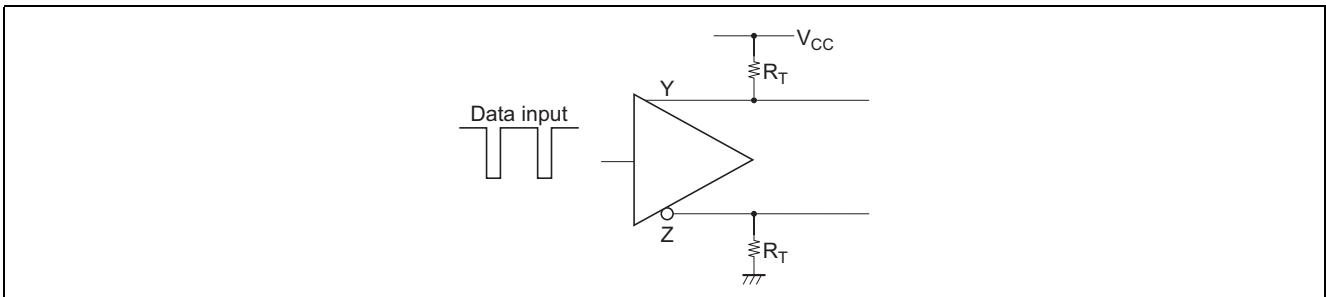 V_CC
R_T
Y
Data input
Z
R_T